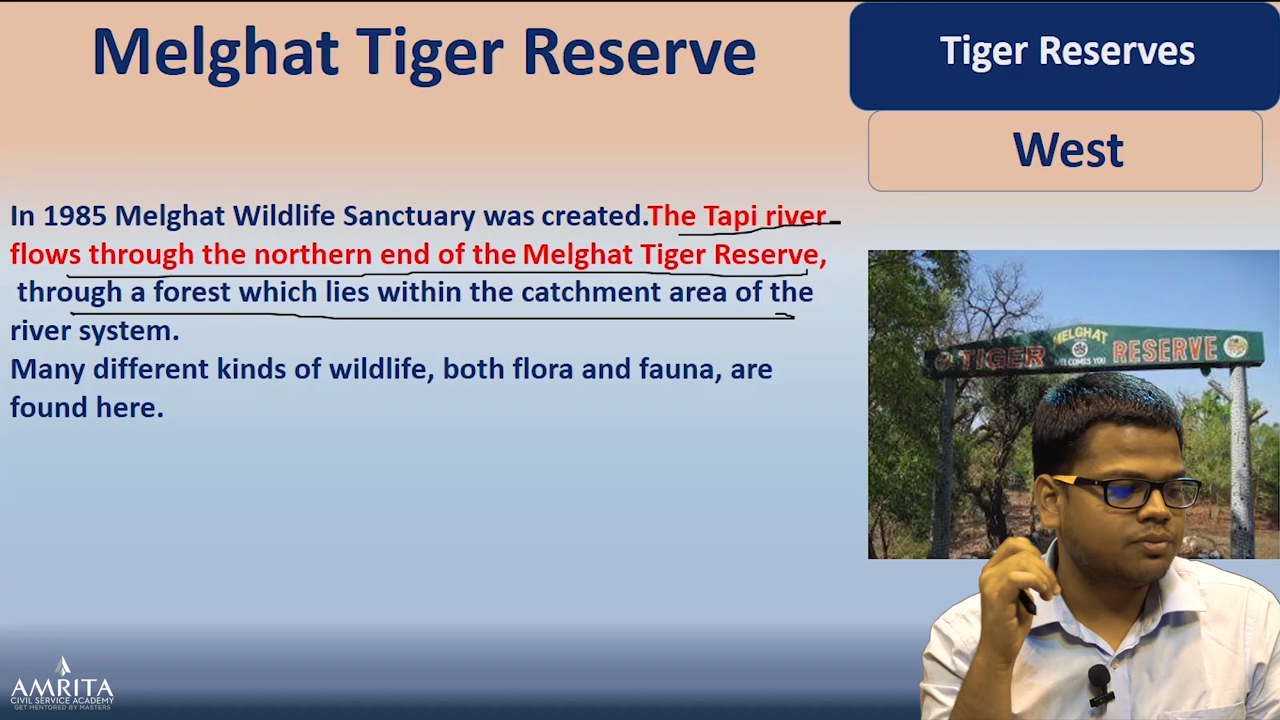 Melghat Tiger Reserve
Tiger Reserves
West
In 1985 Melghat Wildlife Sanctuary was created.The Tapi river
flows through the northern end of the Melghat Tiger Reserve,
through a forest which lies within the catchment area of the
river system.
Many different kinds of wildlife, both flora and fauna, are
found here.
MELGHAT
TIGER RESERVE
WELCOMES YOU
AMRITA
CIVIL SERVICE ACADEMY
GET MENTORED BY MASTERS